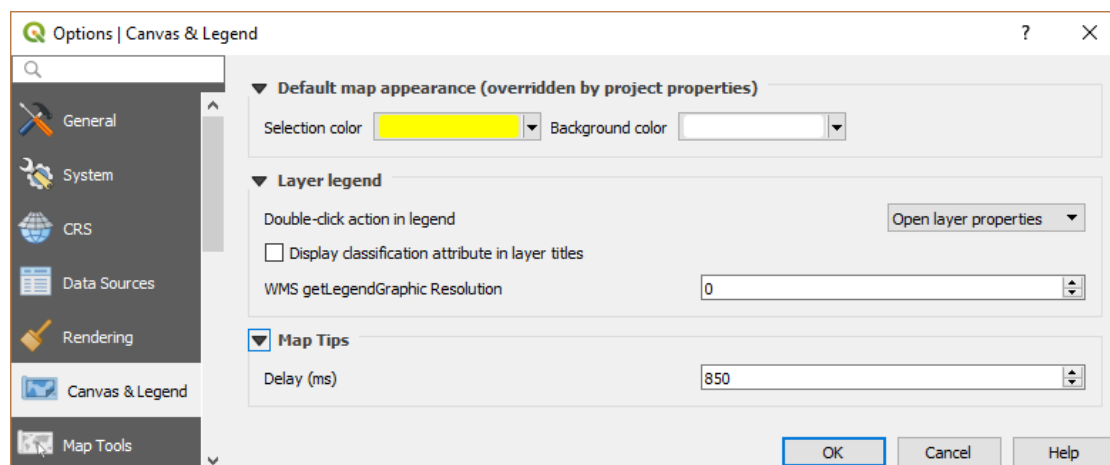 Options | Canvas & Legend
?
General
System
CRS
Data Sources
Rendering
Canvas & Legend
Map Tools
Default map appearance (overridden by project properties)
Selection color
Background color
Layer legend
Double-click action in legend
Open layer properties
Display classification attribute in layer titles
WMS getLegendGraphic Resolution
0
Map Tips
Delay (ms)
850
OK
Cancel
Help